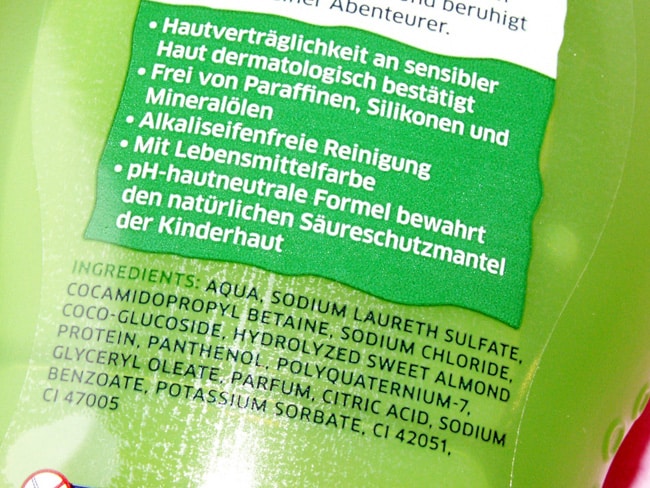 und beruhigt
einer Abenteurer.
• Hautverträglichkeit an sensibler
Haut dermatologisch bestätigt
• Frei von Paraffinen, Silikonen und
Mineralölen
• Alkaliseifenfreie Reinigung
• Mit Lebensmittelfarbe
• pH-hautneutrale Formel bewahrt
den natürlichen Säureschutzmantel
der Kinderhaut
INGREDIENTS: AQUA, SODIUM LAURETH SULFATE,
COCAMIDOPROPYL BETAINE, SODIUM CHLORIDE,
COCO-GLUCOSIDE, HYDROLYZED SWEET ALMOND
PROTEIN, PANTHENOL, POLYQUATERNIUM-7,
GLYCERYL OLEATE, PARFUM, CITRIC ACID, SODIUM
BENZOATE, POTASSIUM SORBATE, CI 42051,
CI 47005